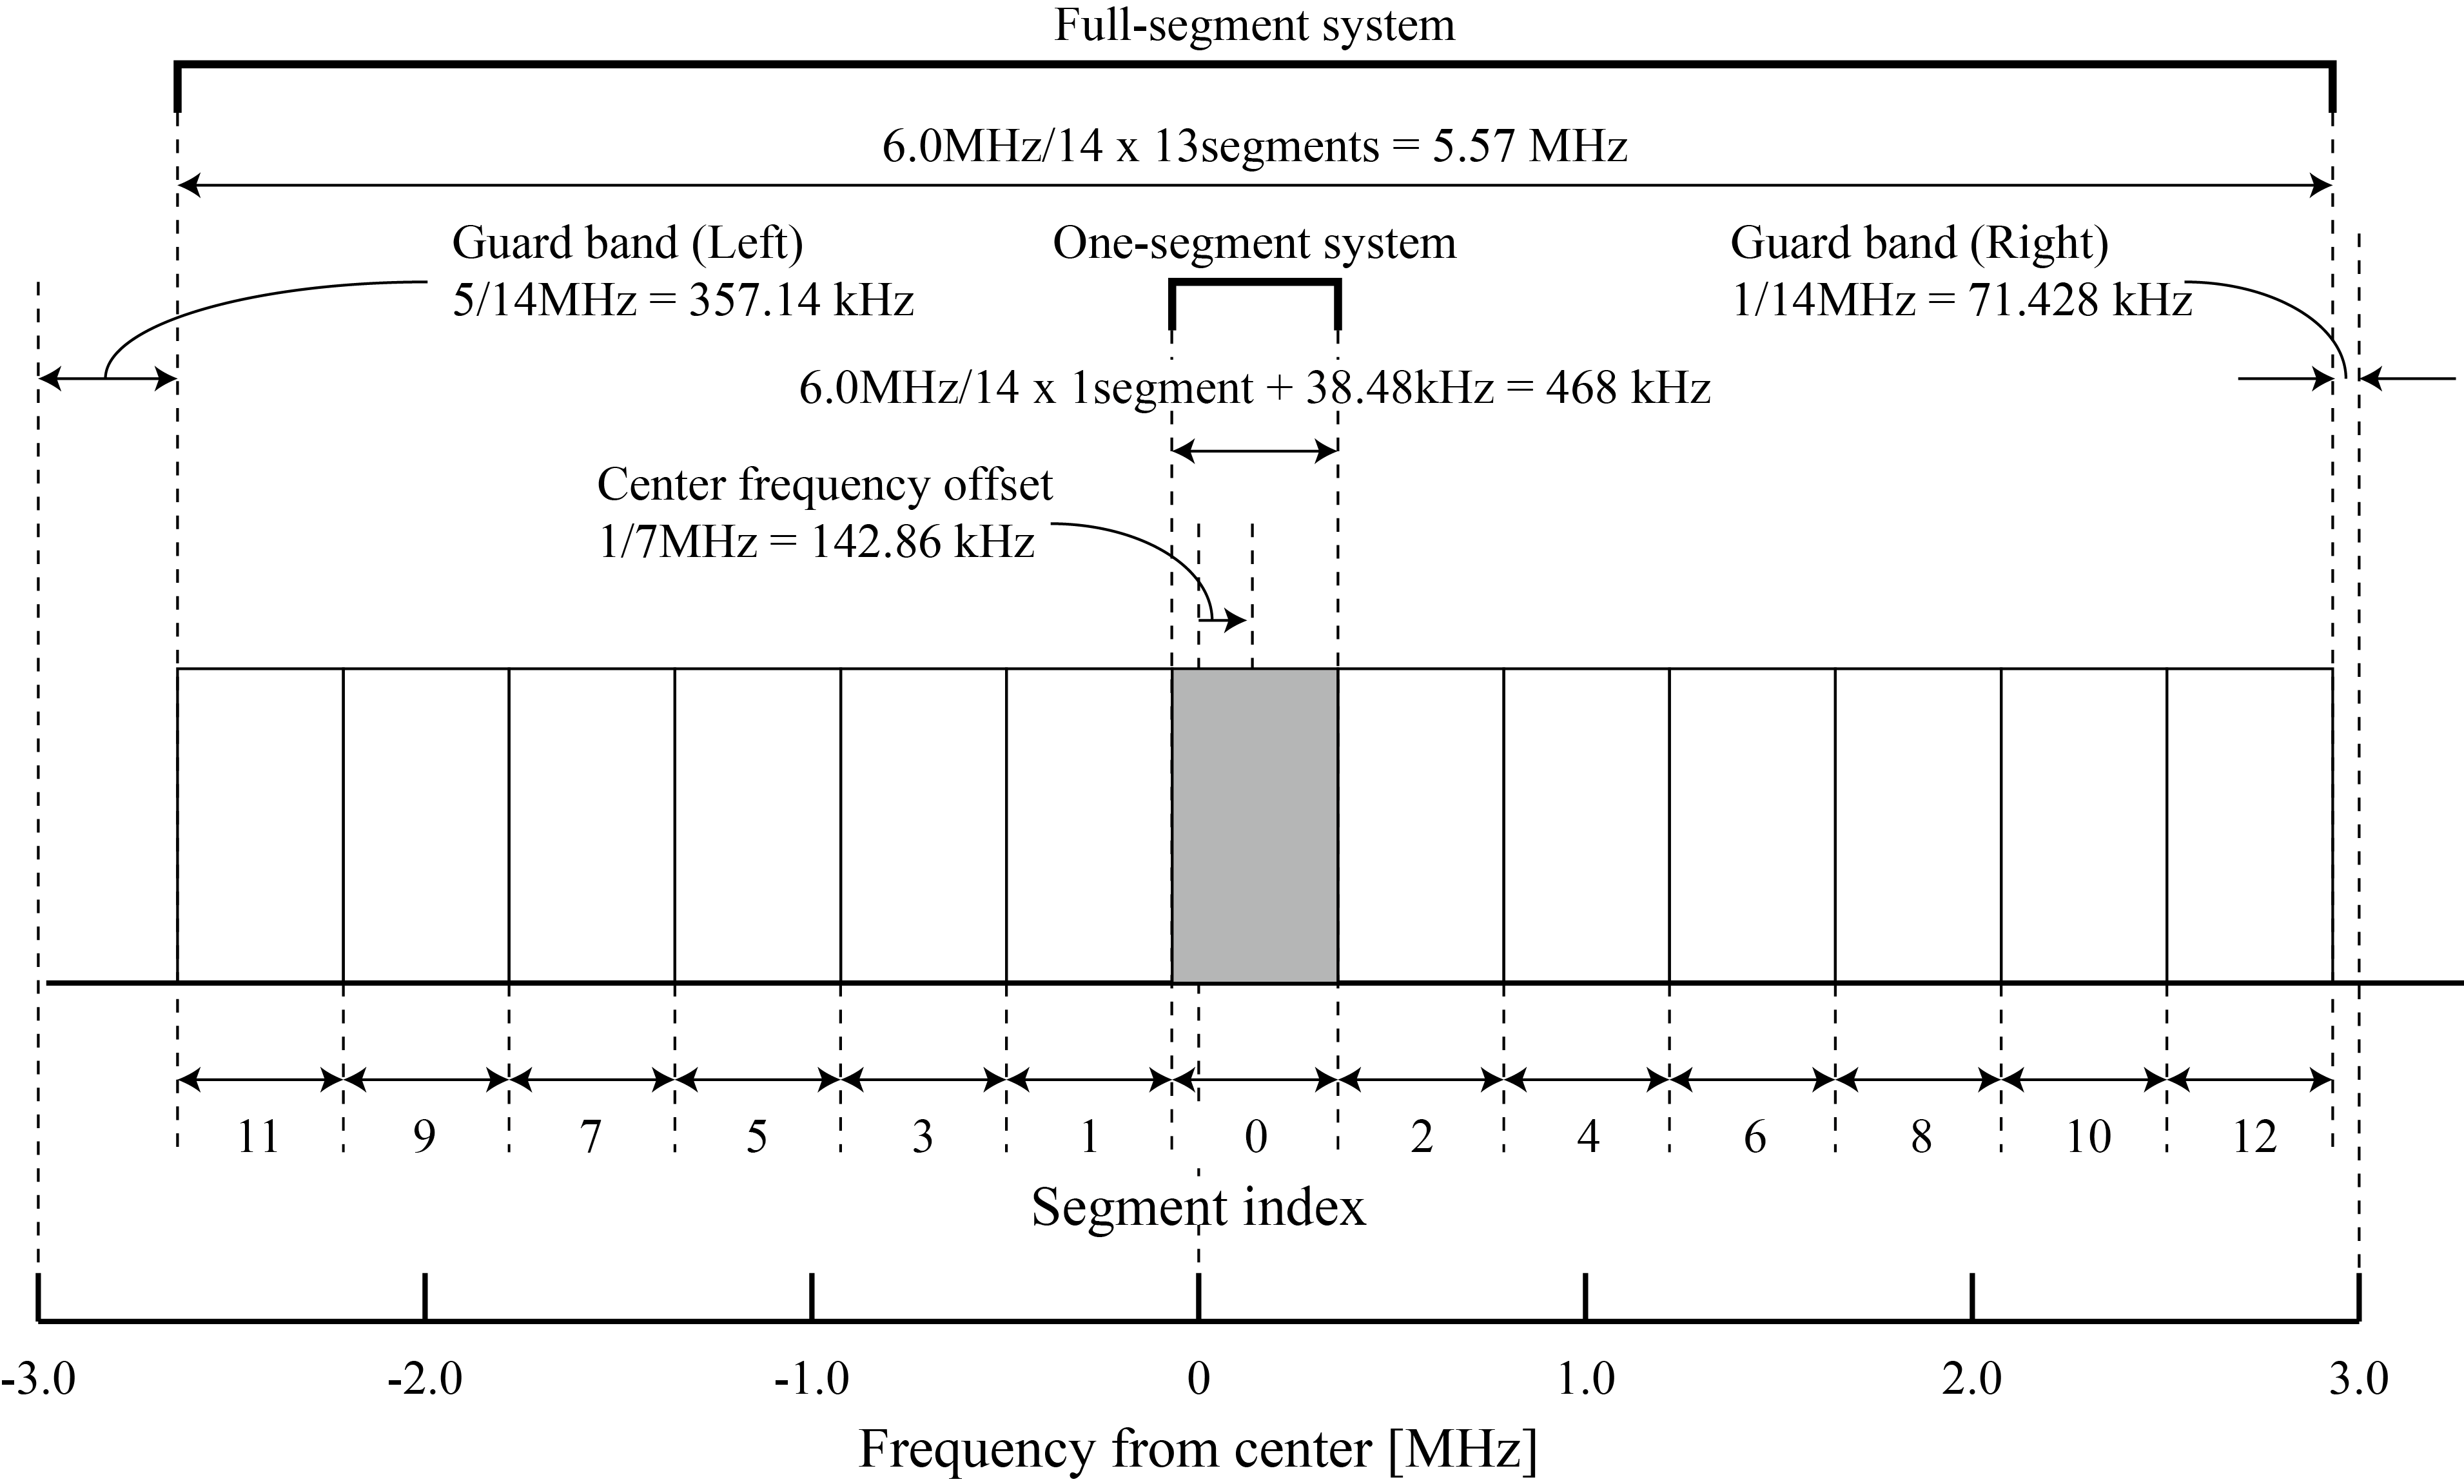 Full-segment system
6.0MHz/14 x 13segments = 5.57 MHz
Guard band (Left)
5/14MHz = 357.14 kHz
One-segment system
Guard band (Right)
1/14MHz = 71.428 kHz
6.0MHz/14 x 1segment + 38.48kHz = 468 kHz
Center frequency offset
1/7MHz = 142.86 kHz
11 9 7 5 3 1 0 2 4 6 8 10 12
Segment index
-3.0 -2.0 -1.0 0 1.0 2.0 3.0
Frequency from center [MHz]